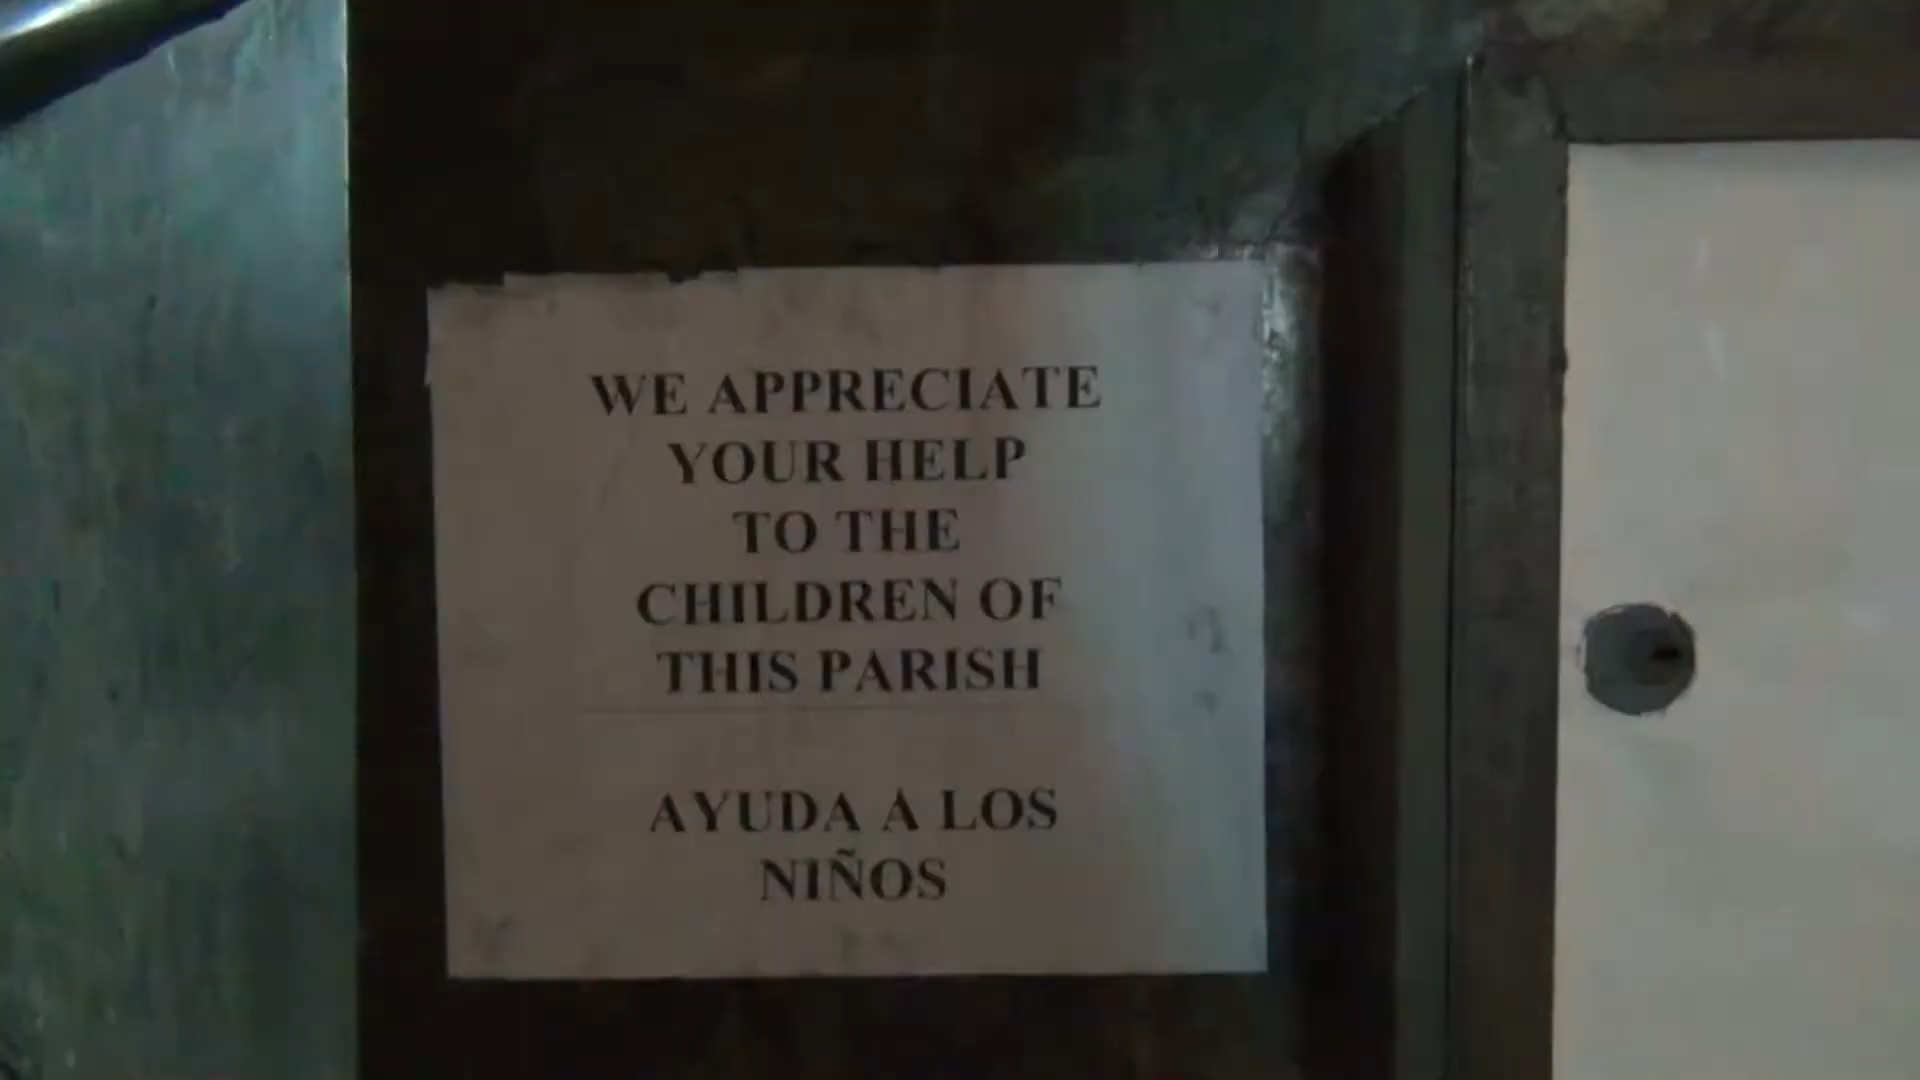 WE APPRECIATE
YOUR HELP
TO THE
CHILDREN OF
THIS PARISH
AYUDA A LOS
NIÑOS